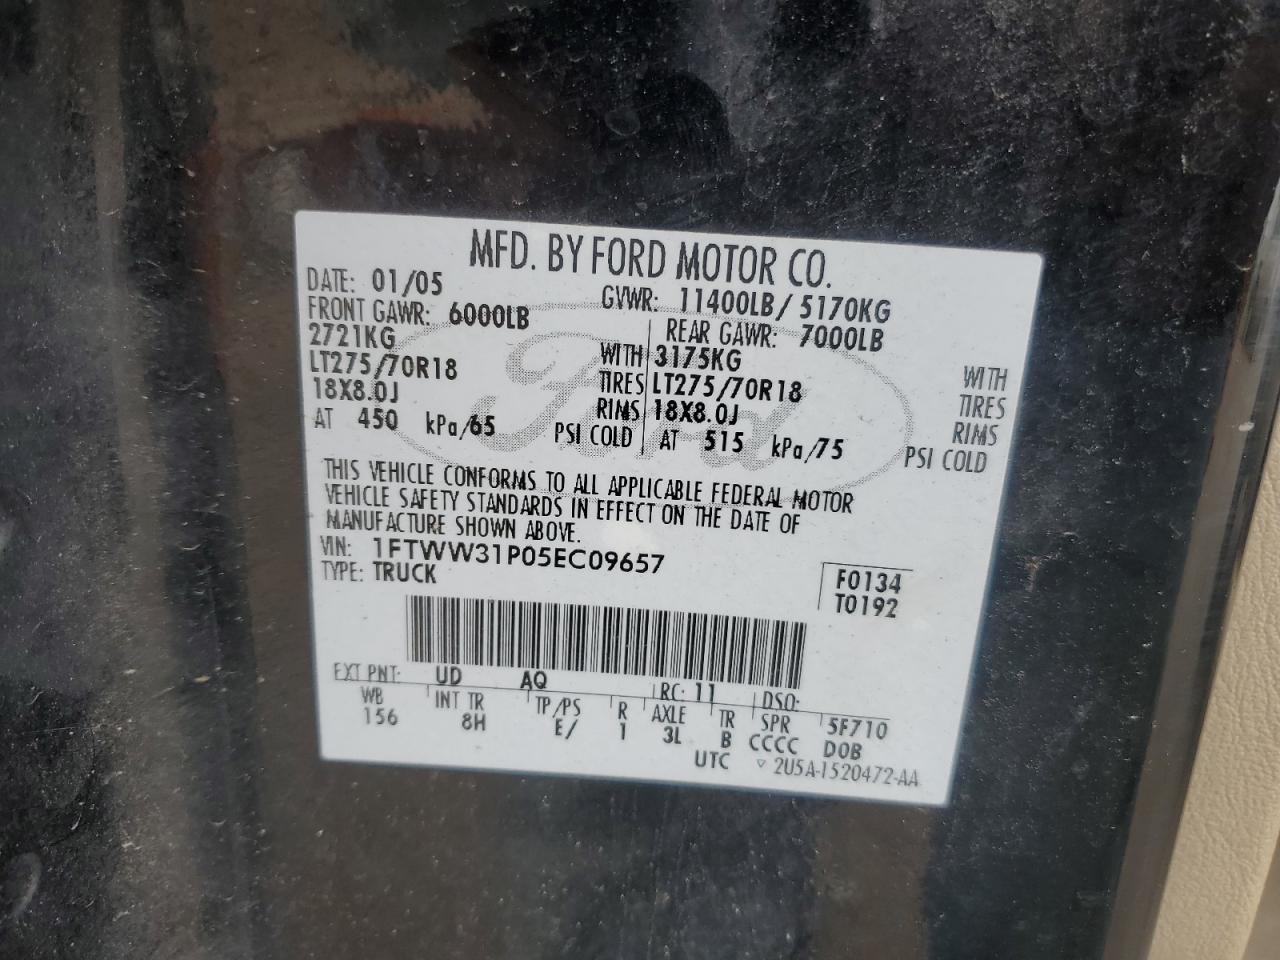 MFD. BY FORD MOTOR CO.
DATE: 01/05 GVWR: 11400LB/ 5170KG
FRONT GAWR: 6000LB REAR GAWR: 7000LB
2721KG WITH 3175KG WITH
LT275/70R18 TIRES LT275/70R18 TIRES
18X8.0J RIMS 18X8.0J RIMS
AT 450 kPa/65 PSI COLD AT 515 kPa/75 PSI COLD
Ford
THIS VEHICLE CONFORMS TO ALL APPLICABLE FEDERAL MOTOR
VEHICLE SAFETY STANDARDS IN EFFECT ON THE DATE OF
MANUFACTURE SHOWN ABOVE.
VIN: 1FTWW31P05EC09657
TYPE: TRUCK F0134
T0192
EXT PNT: UD AQ RC: 11 DSO:
WB INT TR TP/PS R AXLE TR SPR 5F710
156 8H E/ 1 3L B CCCC DOB
UTC ▽ 2U5A-1520472-AA